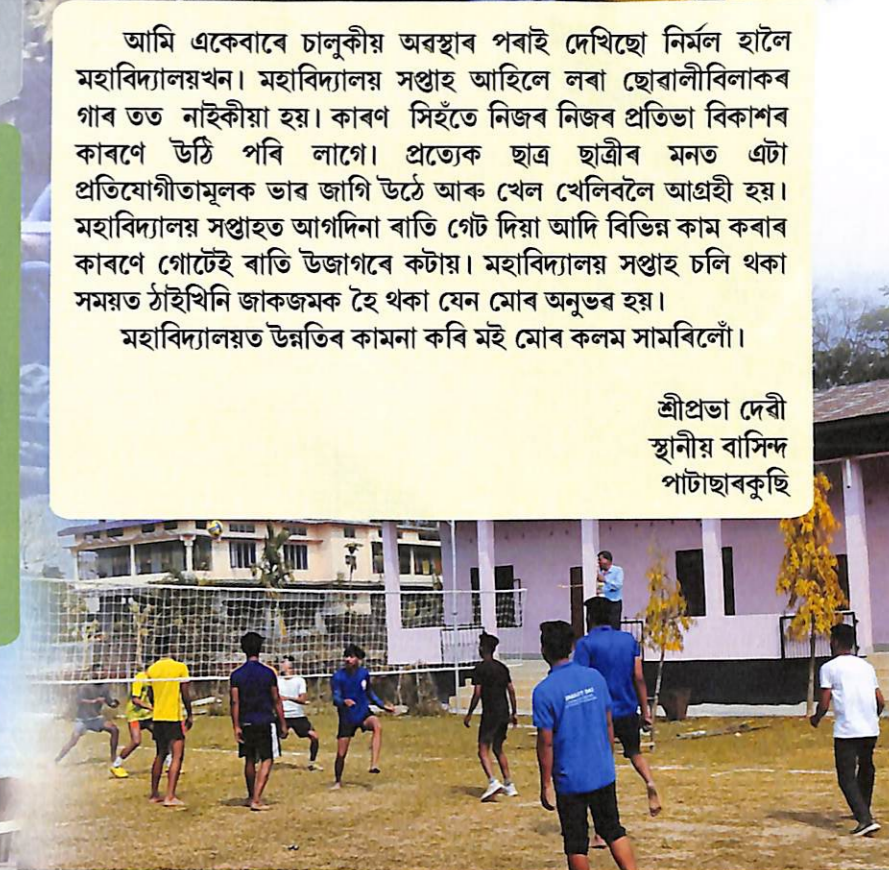 আমি একেবাৰে চালুকীয় অৱস্থাৰ পৰাই দেখিছো নিৰ্মল হালৈ
মহাবিদ্যালয়খন। মহাবিদ্যালয় সপ্তাহ আহিলে লৰা ছোৱালীবিলাকৰ
গাৰ তত নাইকীয়া হয়। কাৰণ সিহঁতে নিজৰ নিজৰ প্ৰতিভা বিকাশৰ
কাৰণে উঠি পৰি লাগে। প্ৰত্যেক ছাত্ৰ ছাত্ৰীৰ মনত এটা
প্ৰতিযোগীতামূলক ভাৱ জাগি উঠে আৰু খেল খেলিবলৈ আগ্ৰহী হয়।
মহাবিদ্যালয় সপ্তাহত আগদিনা ৰাতি গেট দিয়া আদি বিভিন্ন কাম কৰাৰ
কাৰণে গোটেই ৰাতি উজাগৰে কটায়। মহাবিদ্যালয় সপ্তাহ চলি থকা
সময়ত ঠাইখিনি জাকজমক হৈ থকা যেন মোৰ অনুভৱ হয়।
মহাবিদ্যালয়ত উন্নতিৰ কামনা কৰি মই মোৰ কলম সামৰিলোঁ।
শ্ৰীপ্ৰভা দেৱী
স্থানীয় বাসিন্দ
পাটাছাৰকুছি